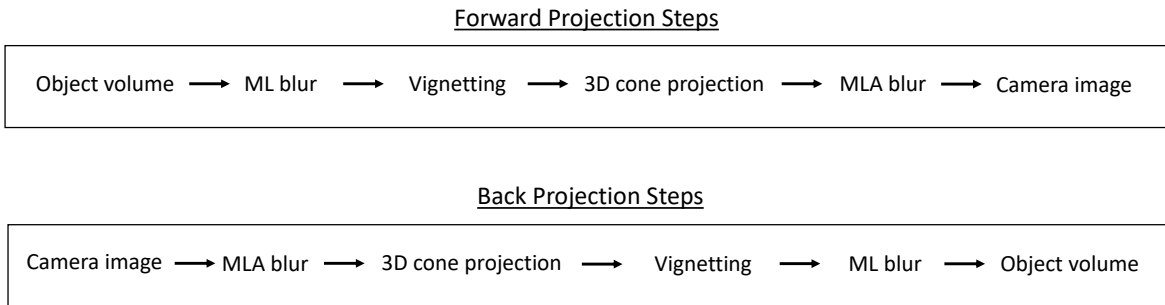 Forward Projection Steps
Object volume ML blur Vignetting 3D cone projection MLA blur Camera image
Back Projection Steps
Camera image MLA blur 3D cone projection Vignetting ML blur Object volume